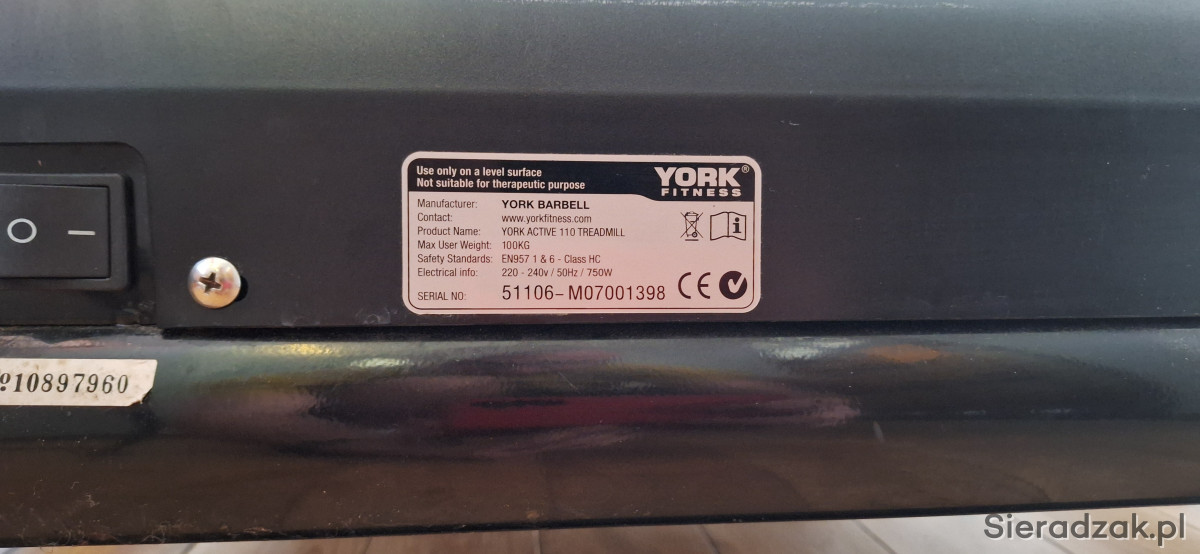 Use only on a level surface
Not suitable for therapeutic purpose
YORK®
FITNESS
Manufacturer: YORK BARBELL
Contact: www.yorkfitness.com
Product Name: YORK ACTIVE 110 TREADMILL
Max User Weight: 100KG
Safety Standards: EN957 1 & 6 - Class HC
Electrical info: 220 - 240v / 50Hz / 750W
SERIAL NO: 51106-M07001398 CE
10897960
Sieradzak.pl